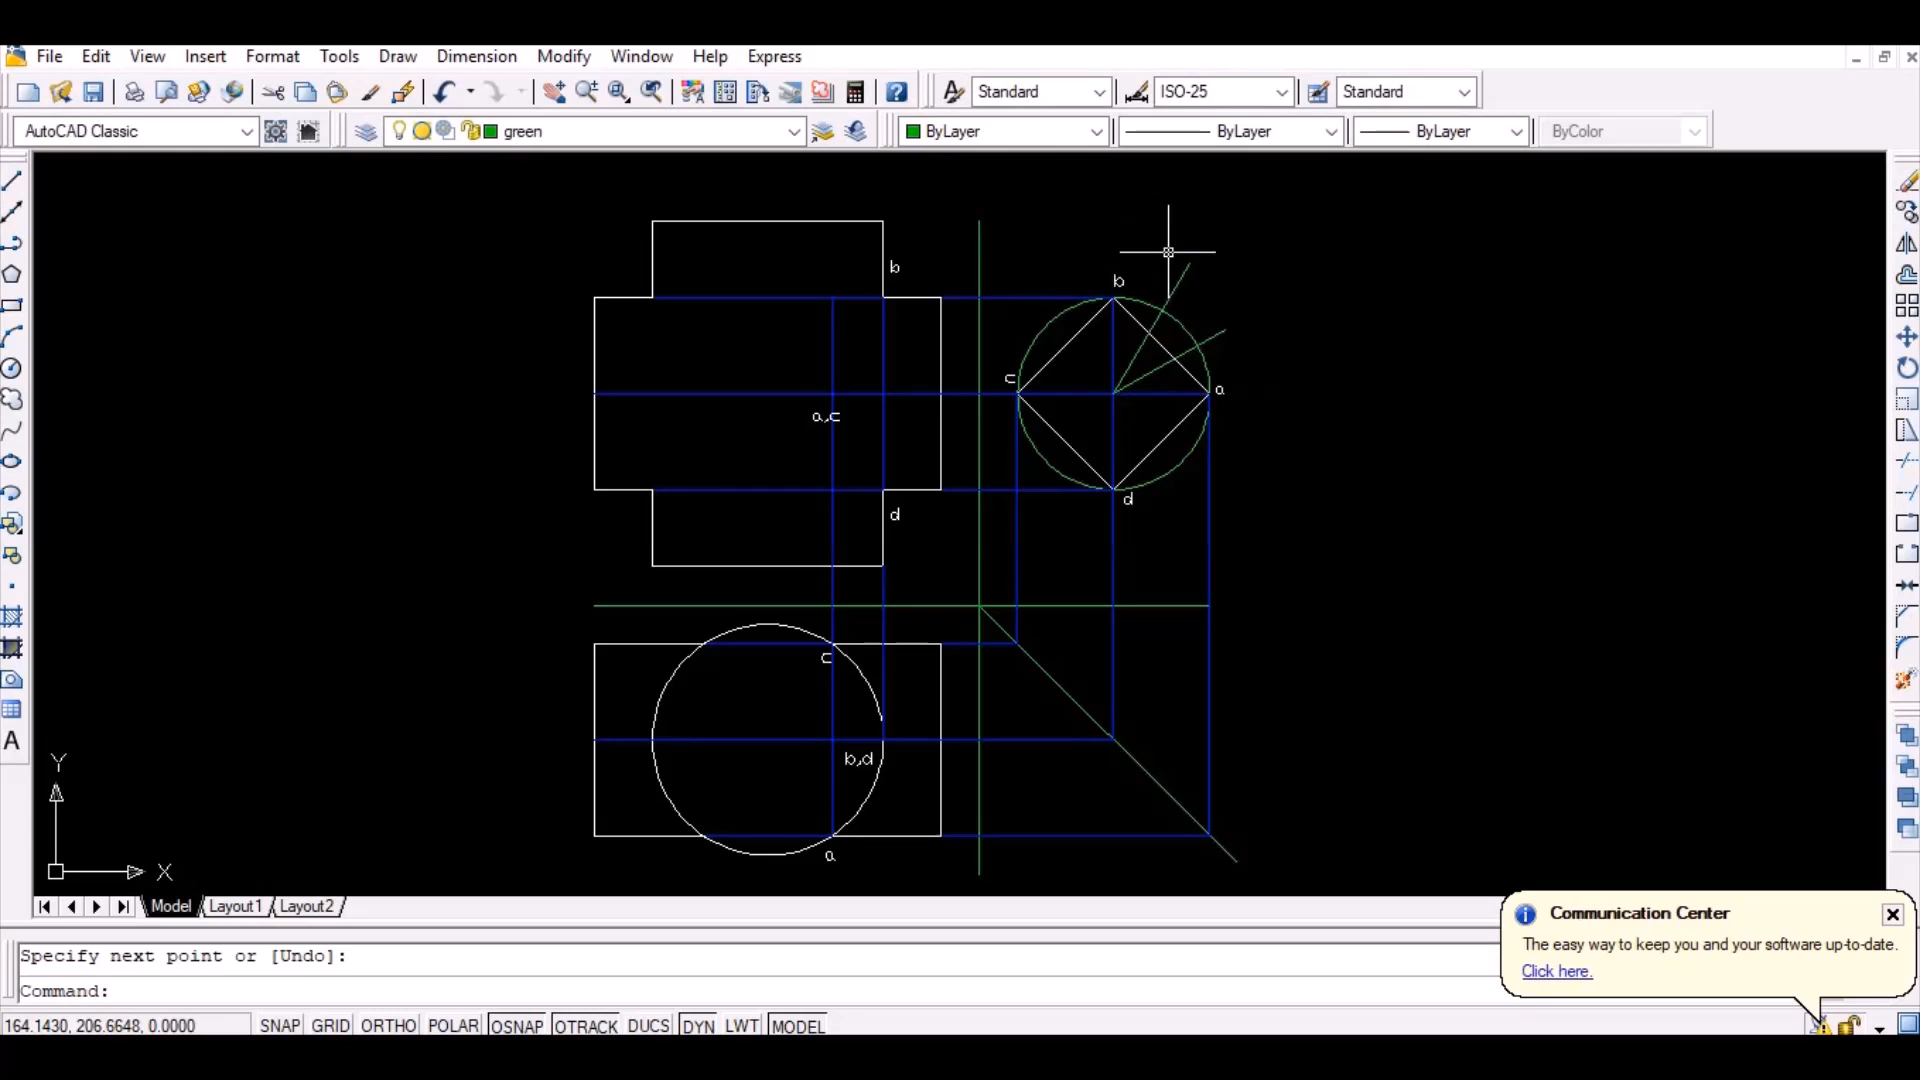 File Edit View Insert Format Tools Draw Dimension Modify Window Help Express
Standard ISO-25 Standard
AutoCAD Classic green ByLayer ByLayer ByLayer ByColor
b
b
c
a
a,c
d
d
c
b,d
a
Y
X
A
Model Layout1 Layout2
Communication Center
The easy way to keep you and your software up-to-date.
Click here.
Specify next point or [Undo]:
Command:
164.1430, 206.6648, 0.0000 SNAP GRID ORTHO POLAR OSNAP OTRACK DUCS DYN LWT MODEL